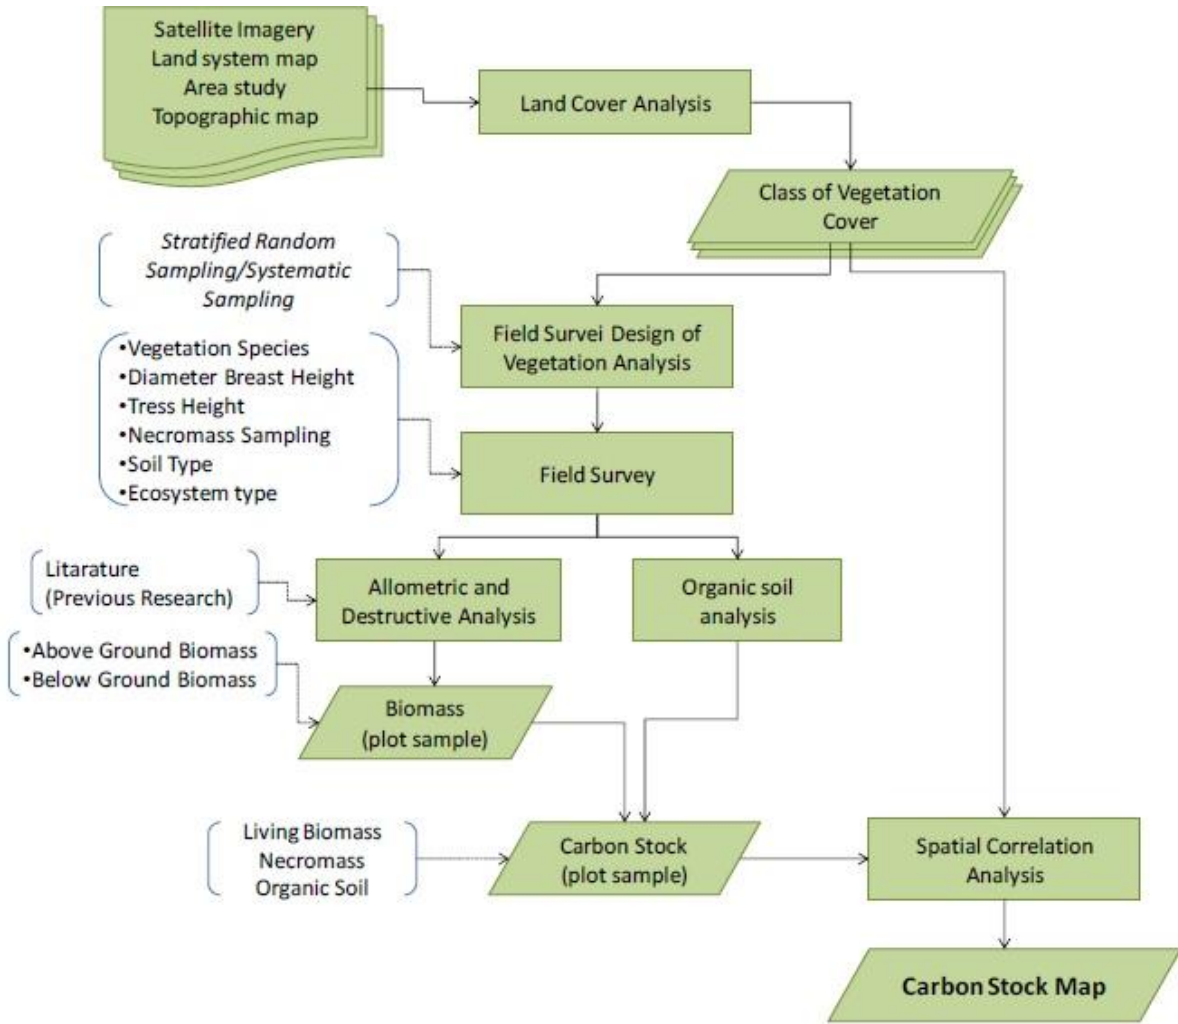 Satellite Imagery
Land system map
Area study
Topographic map
Land Cover Analysis
Class of Vegetation
Cover
Stratified Random
Sampling/Systematic
Sampling
Field Survei Design of
Vegetation Analysis
•Vegetation Species
•Diameter Breast Height
•Tress Height
•Necromass Sampling
•Soil Type
•Ecosystem type
Field Survey
Litarature
(Previous Research)
Allometric and
Destructive Analysis
Organic soil
analysis
•Above Ground Biomass
•Below Ground Biomass
Biomass
(plot sample)
Living Biomass
Necromass
Organic Soil
Carbon Stock
(plot sample)
Spatial Correlation
Analysis
Carbon Stock Map